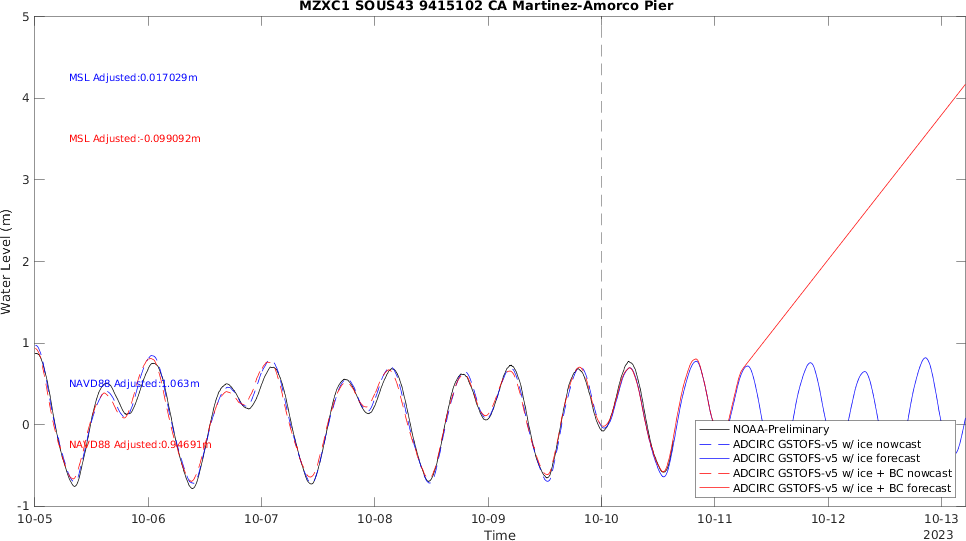 MZXC1 SOUS43 9415102 CA Martinez-Amorco Pier
5
4
3
2
1
0
-1
Water Level (m)
MSL Adjusted:0.017029m
MSL Adjusted:-0.099092m
NAVD88 Adjusted:1.063m
NAVD88 Adjusted:0.94691m
NOAA-Preliminary
ADCIRC GSTOFS-v5 w/ ice nowcast
ADCIRC GSTOFS-v5 w/ ice forecast
ADCIRC GSTOFS-v5 w/ ice + BC nowcast
ADCIRC GSTOFS-v5 w/ ice + BC forecast
10-05 10-06 10-07 10-08 10-09 10-10 10-11 10-12 10-13
Time
2023